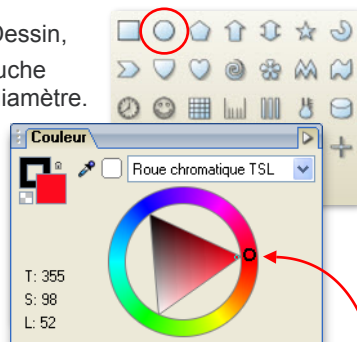 Dessin,
uche
iamètre.
Couleur
Roue chromatique TSL
T: 355
S: 98
L: 52